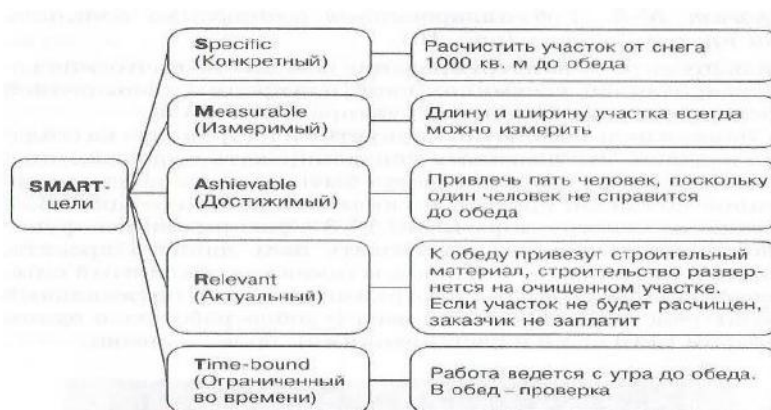 Specific
(Конкретный)
Расчистить участок от снега
1000 кв. м до обеда
Measurable
(Измеримый)
Длину и ширину участка всегда
можно измерить
SMART-
цели
Ashievable
(Достижимый)
Привлечь пять человек, поскольку
один человек не справится
до обеда
Relevant
(Актуальный)
К обеду привезут строительный
материал, строительство развер-
нется на очищенном участке.
Если участок не будет расчищен,
заказчик не заплатит
Time-bound
(Ограниченный
во времени)
Работа ведется с утра до обеда.
В обед – проверка